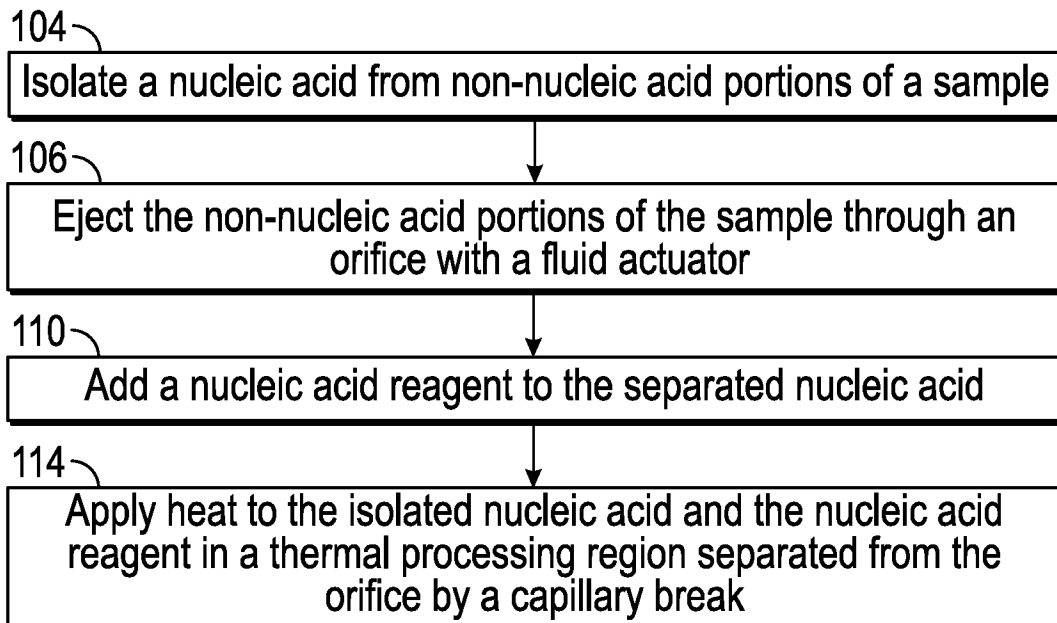 104
Isolate a nucleic acid from non-nucleic acid portions of a sample
106
Eject the non-nucleic acid portions of the sample through an
orifice with a fluid actuator
110
Add a nucleic acid reagent to the separated nucleic acid
114
Apply heat to the isolated nucleic acid and the nucleic acid
reagent in a thermal processing region separated from the
orifice by a capillary break